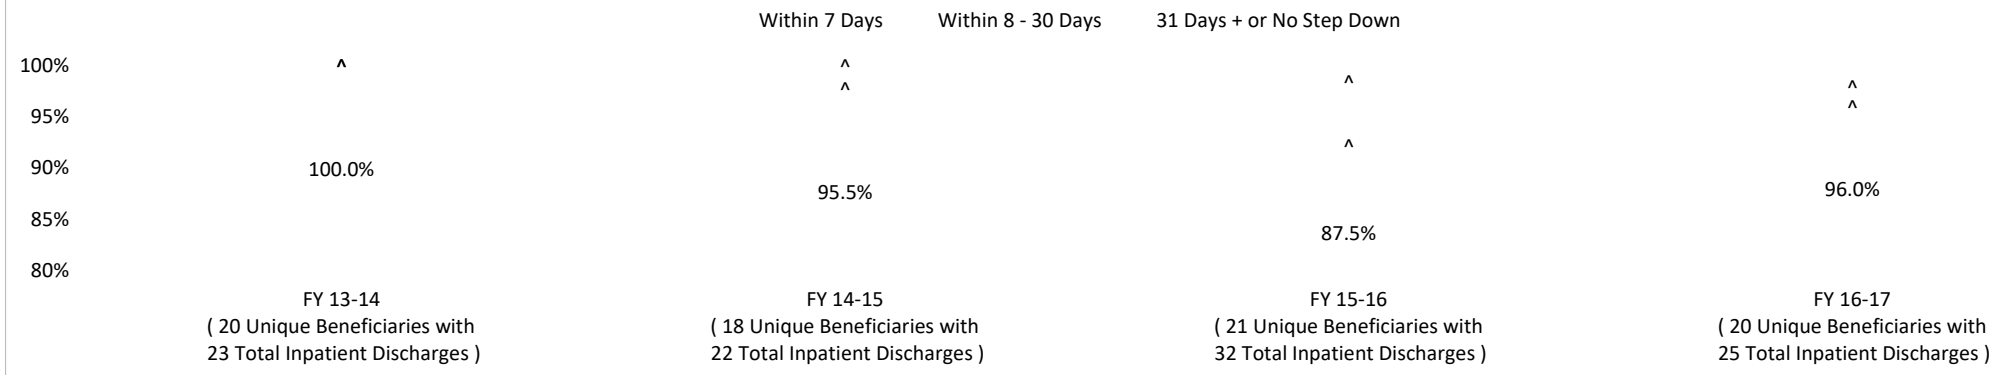 Within 7 Days Within 8 - 30 Days 31 Days + or No Step Down
100% ^ ^
^ ^ ^
^
95%
^
90% 100.0%
95.5% 96.0%
85%
87.5%
80%
FY 13-14 FY 14-15 FY 15-16 FY 16-17
( 20 Unique Beneficiaries with ( 18 Unique Beneficiaries with ( 21 Unique Beneficiaries with ( 20 Unique Beneficiaries with
23 Total Inpatient Discharges ) 22 Total Inpatient Discharges ) 32 Total Inpatient Discharges ) 25 Total Inpatient Discharges )